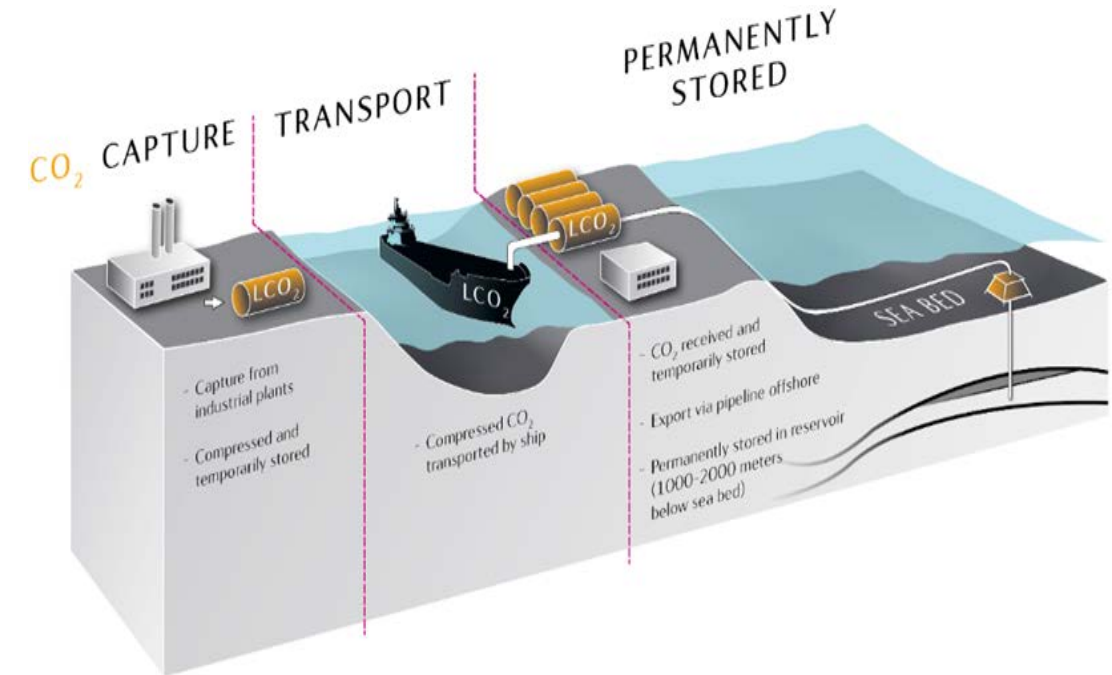 CO₂ CAPTURE
TRANSPORT
PERMANENTLY
STORED
LCO₂
LCO₂
LCO₂
SEA BED
- Capture from
industrial plants
- Compressed and
temporarily stored
- Compressed CO₂
transported by ship
- CO₂ received and
temporarily stored
- Export via pipeline offshore
- Permanently stored in reservoir
(1000-2000 meters
below sea bed)